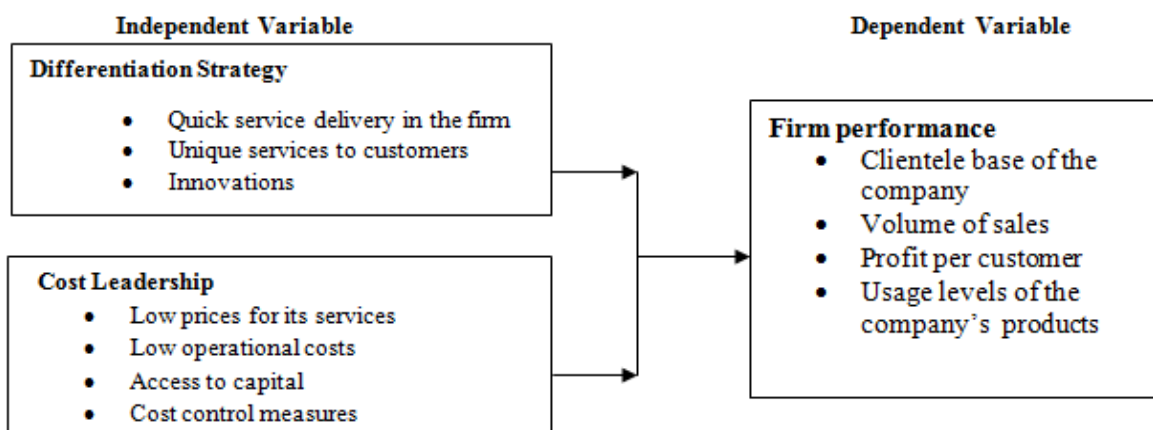 Independent Variable
Dependent Variable
Differentiation Strategy
• Quick service delivery in the firm
• Unique services to customers
• Innovations
Cost Leadership
• Low prices for its services
• Low operational costs
• Access to capital
• Cost control measures
Firm performance
• Clientele base of the
company
• Volume of sales
• Profit per customer
• Usage levels of the
company's products